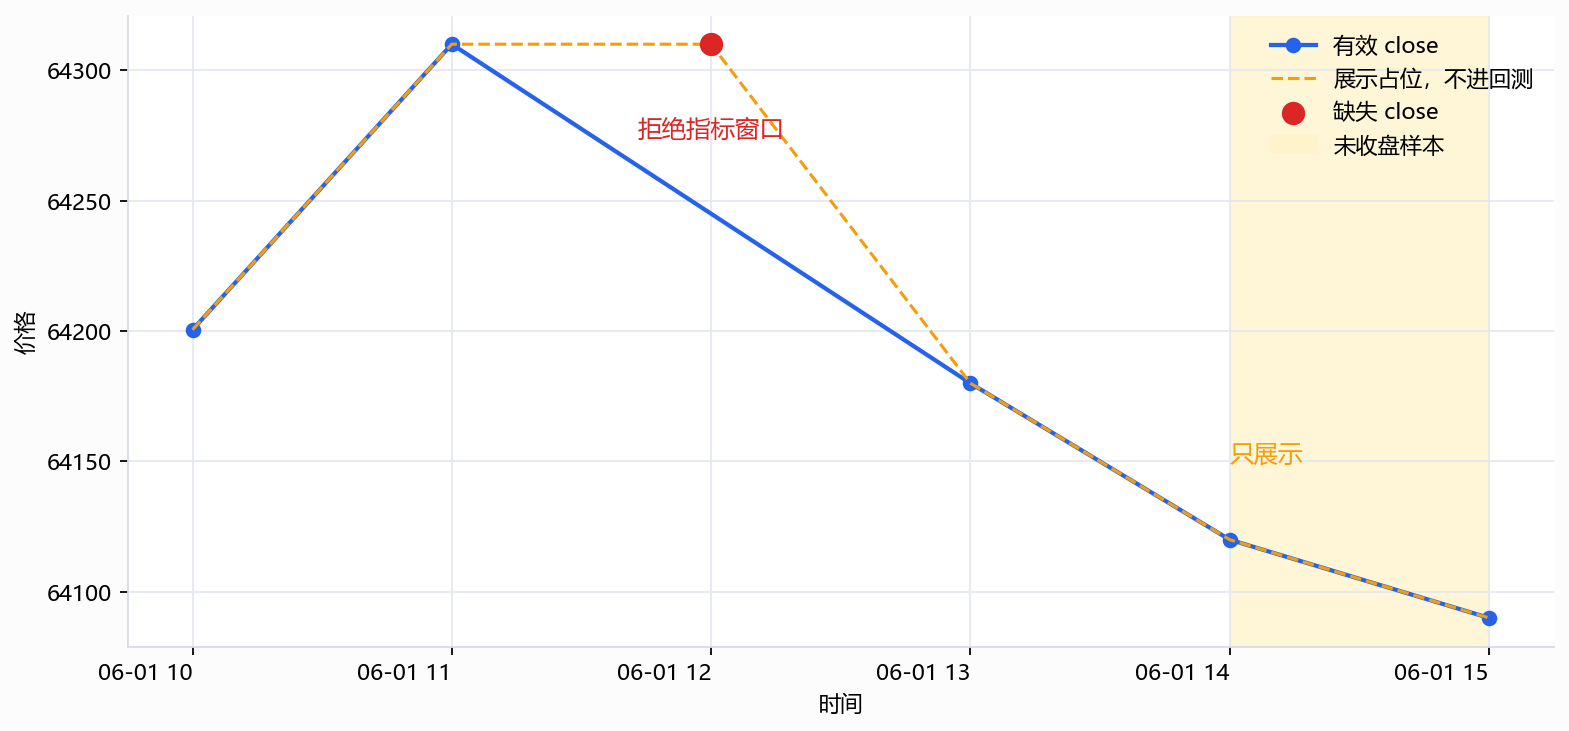 有效 close
展示占位，不进回测
缺失 close
未收盘样本
拒绝指标窗口
只展示
价格
64300
64250
64200
64150
64100
06-01 10
06-01 11
06-01 12
06-01 13
06-01 14
06-01 15
时间